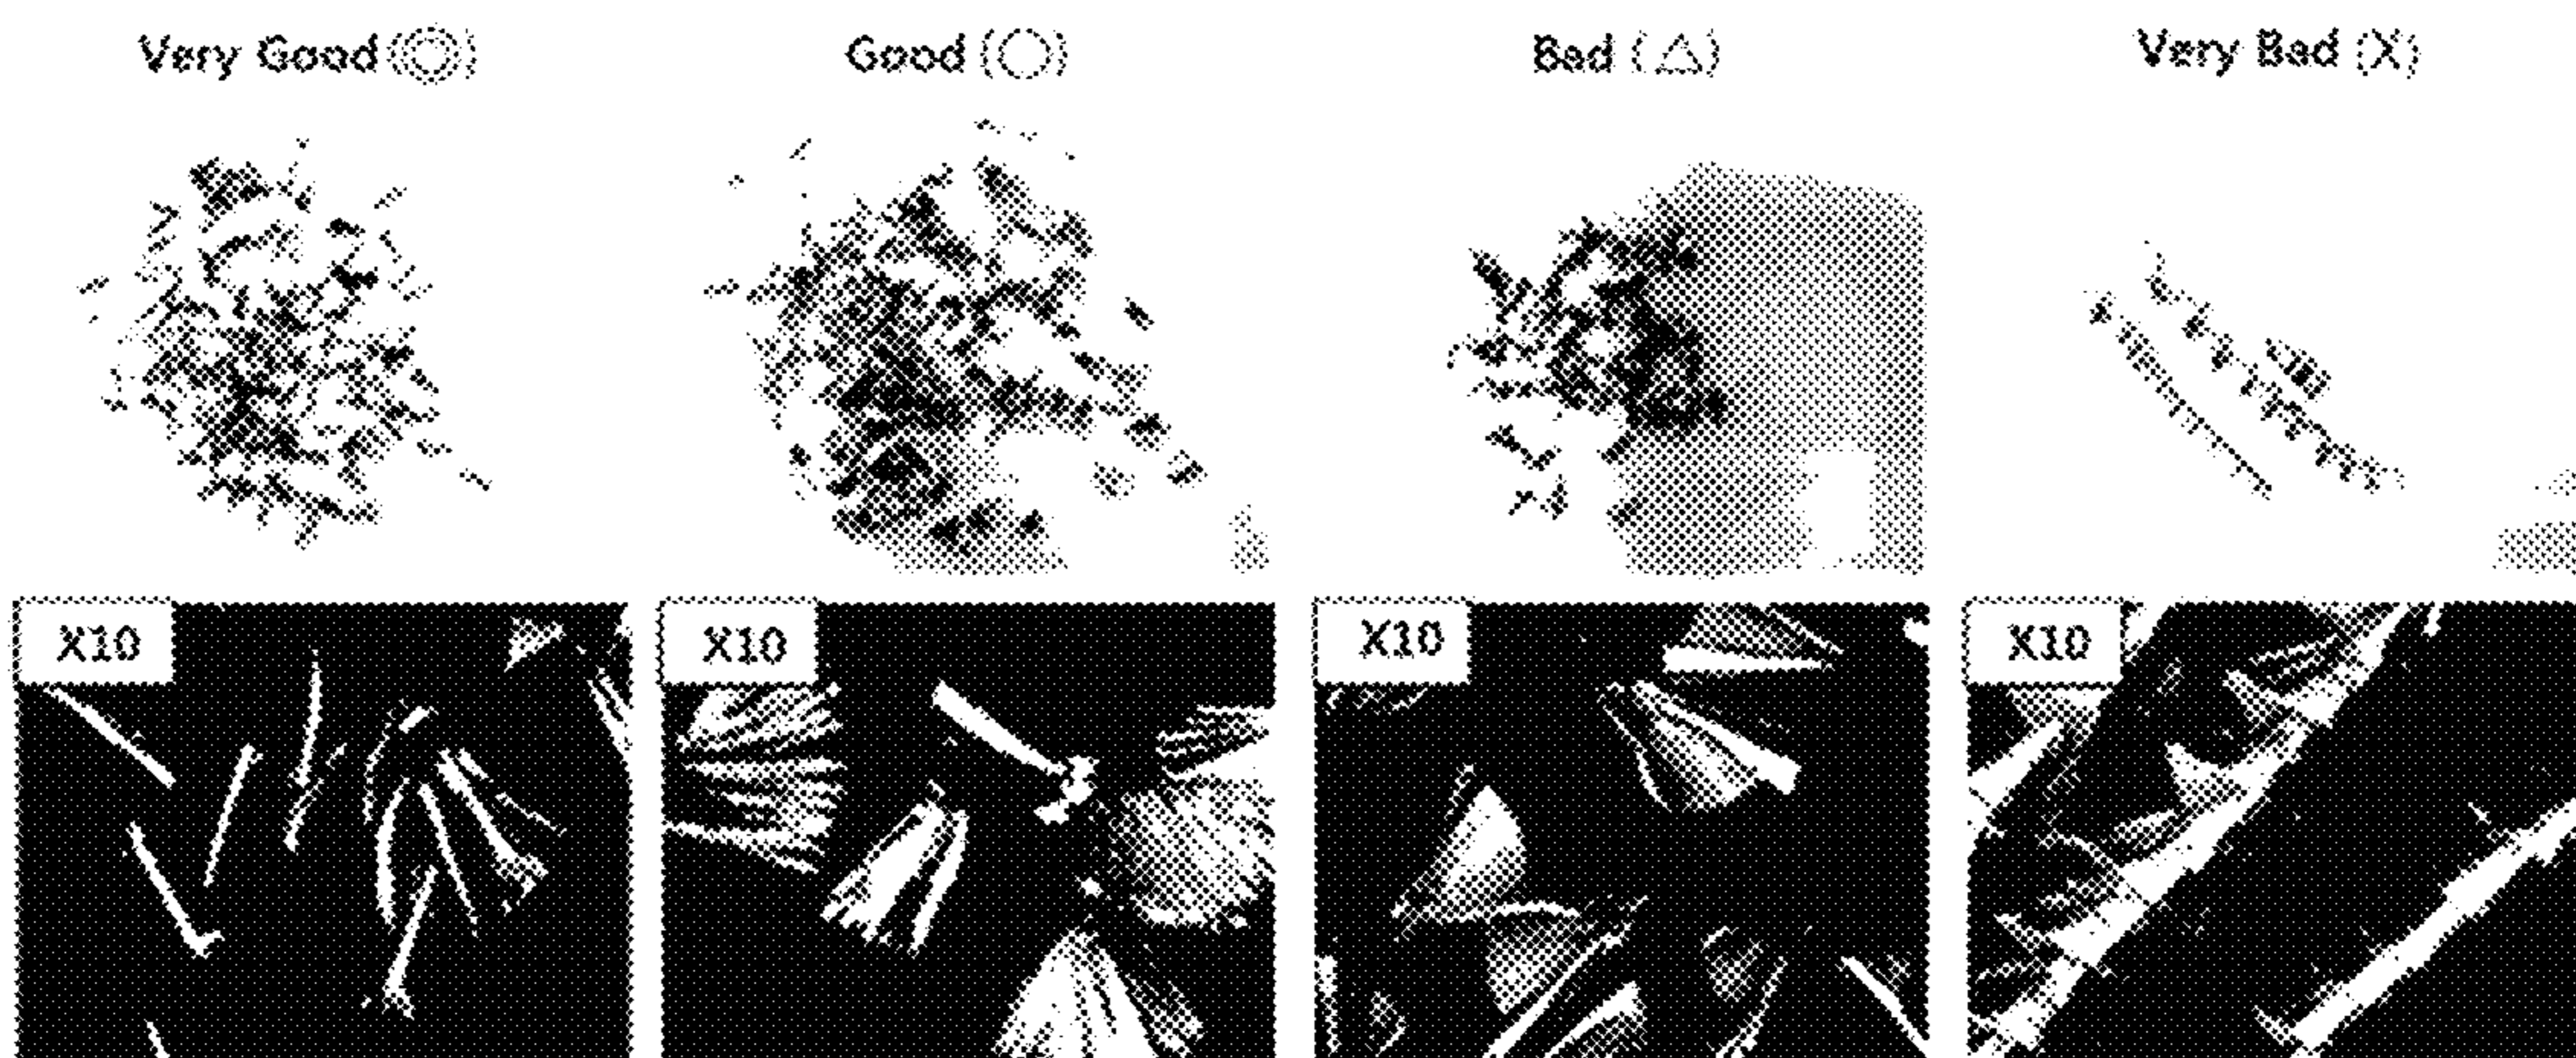 Very Good (◎)
Good (○)
Bad (△)
Very Bad (X)
X10
X10
X10
X10